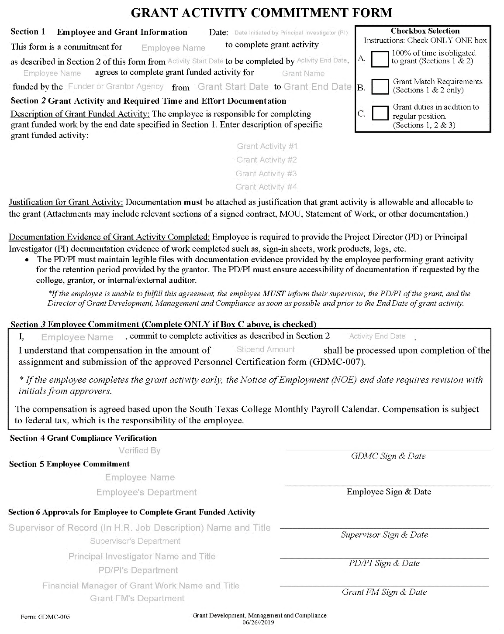 GRANT ACTIVITY COMMITMENT FORM
Section 1 Employee and Grant Information Date: Date Initiated by Principal Investigator (PI)
This form is a commitment for Employee Name to complete grant activity
as described in Section 2 of this form from Activity Start Date to be completed by Activity End Date,
Employee Name agrees to complete grant funded activity for Grant Name
funded by the Funder or Grantor Agency from Grant Start Date to Grant End Date
Checkbox Selection
Instructions: Check ONLY ONE box
A. 100% of time is obligated
to grant (Sections 1 & 2)
B. Grant Match Requirements
(Sections 1 & 2 only)
C. Grant duties in addition to
regular position.
(Sections 1, 2 & 3)
Section 2 Grant Activity and Required Time and Effort Documentation
Description of Grant Funded Activity: The employee is responsible for completing
grant funded work by the end date specified in Section 1. Enter description of specific
grant funded activity:
Grant Activity #1
Grant Activity #2
Grant Activity #3
Grant Activity #4
Justification for Grant Activity: Documentation must be attached as justification that grant activity is allowable and allocable to
the grant (Attachments may include relevant sections of a signed contract, MOU, Statement of Work, or other documentation.)
Documentation Evidence of Grant Activity Completed: Employee is required to provide the Project Director (PD) or Principal
Investigator (PI) documentation evidence of work completed such as, sign-in sheets, work products, logs, etc.
• The PD/PI must maintain legible files with documentation evidence provided by the employee performing grant activity
for the retention period provided by the grantor. The PD/PI must ensure accessibility of documentation if requested by the
college, grantor, or internal/external auditor.
*If the employee is unable to fulfill this agreement, the employee MUST inform their supervisor, the PD/PI of the grant, and the
Director of Grant Development, Management and Compliance as soon as possible and prior to the End Date of grant activity.
Section 3 Employee Commitment (Complete ONLY if Box C above, is checked)
I, Employee Name , commit to complete activities as described in Section 2 Activity End Date .
I understand that compensation in the amount of Stipend Amount shall be processed upon completion of the
assignment and submission of the approved Personnel Certification form (GDMC-007).
* If the employee completes the grant activity early, the Notice of Employment (NOE) end date requires revision with
initials from approvers.
The compensation is agreed based upon the South Texas College Monthly Payroll Calendar. Compensation is subject
to federal tax, which is the responsibility of the employee.
Section 4 Grant Compliance Verification
Verified By
GDMC Sign & Date
Section 5 Employee Commitment
Employee Name
Employee's Department
Employee Sign & Date
Section 6 Approvals for Employee to Complete Grant Funded Activity
Supervisor of Record (In H.R. Job Description) Name and Title
Supervisor's Department
Supervisor Sign & Date
Principal Investigator Name and Title
PD/PI's Department
PD/PI Sign & Date
Financial Manager of Grant Work Name and Title
Grant FM's Department
Grant FM Sign & Date
Form: GDMC-005
Grant Development, Management and Compliance
06/26/2019